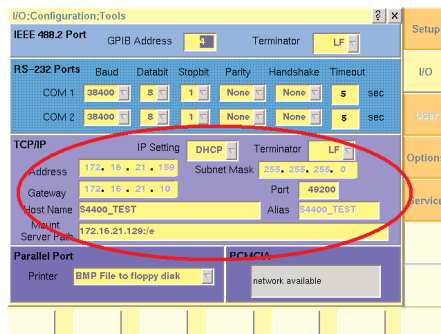 I/O;Configuration;Tools ? X
Setup
IEEE 488.2 Port GPIB Address 4 Terminator LF
I/O
RS-232 Ports Baud Databit Stopbit Parity Handshake Timeout
COM 1 38400 8 1 None None 5 sec
COM 2 38400 8 1 None None 5 sec
User
TCP/IP IP Setting DHCP Terminator LF
Address 172. 16. 21. 159 Subnet Mask 255. 255. 255. 0
Option
Gateway 172. 16. 21. 10 Port 49200
Host Name S4400_TEST Alias S4400_TEST
Service
Mount
Server Path 172.16.21.129:/e
Parallel Port PCMCIA
Printer BMP File to floppy disk network available